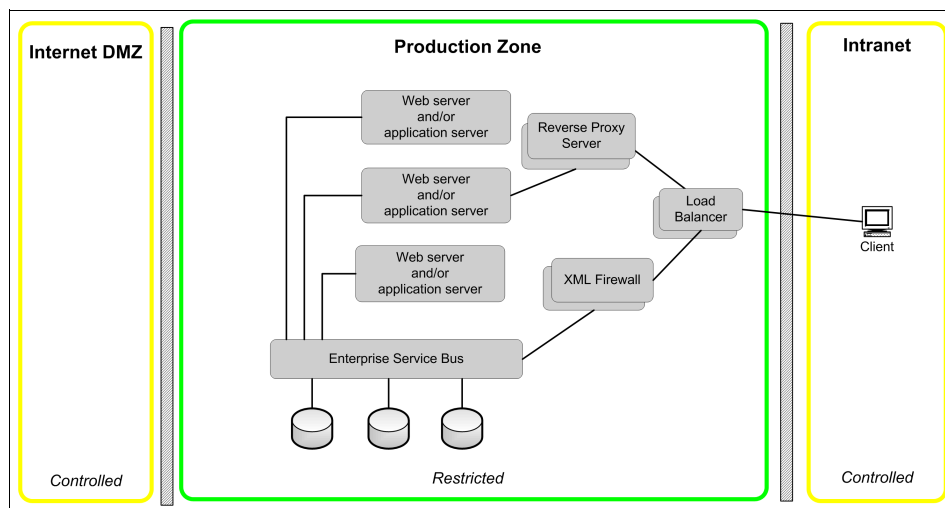 Internet DMZ
Production Zone
Intranet
Web server
and/or
application server
Reverse Proxy
Server
Web server
and/or
application server
Load
Balancer
Client
Web server
and/or
application server
XML Firewall
Enterprise Service Bus
Controlled
Restricted
Controlled